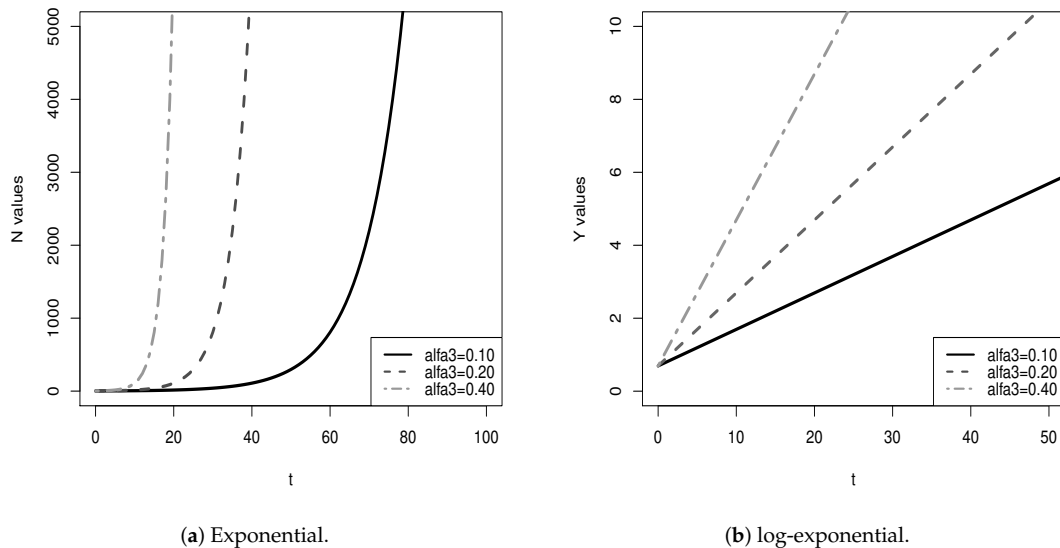 5000
4000
3000
2000
1000
0
N values
0 20 40 60 80 100
t
alfa3=0.10
alfa3=0.20
alfa3=0.40
(a) Exponential.
10
8
6
4
2
0
Y values
0 10 20 30 40 50
t
alfa3=0.10
alfa3=0.20
alfa3=0.40
(b) log-exponential.